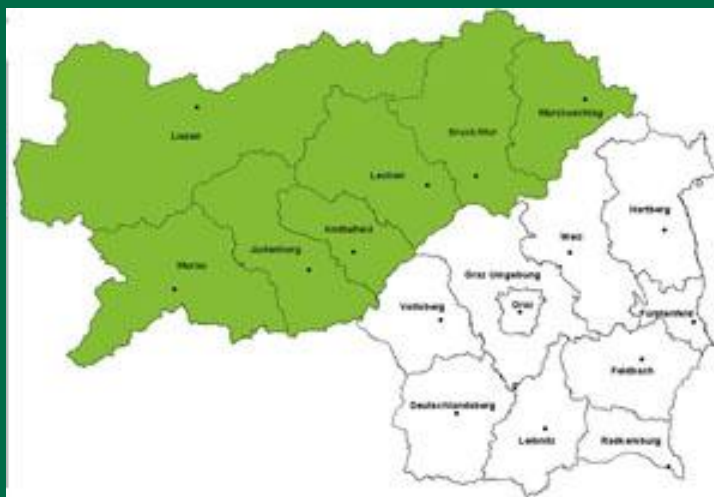 Liezen
Leoben
Bruck/Mur
Mürzzuschlag
Murau
Judenburg
Knittelfeld
Hartberg
Weiz
Graz Umgebung
Graz
Voitsberg
Fürstenfeld
Feldbach
Deutschlandsberg
Leibnitz
Radkersburg